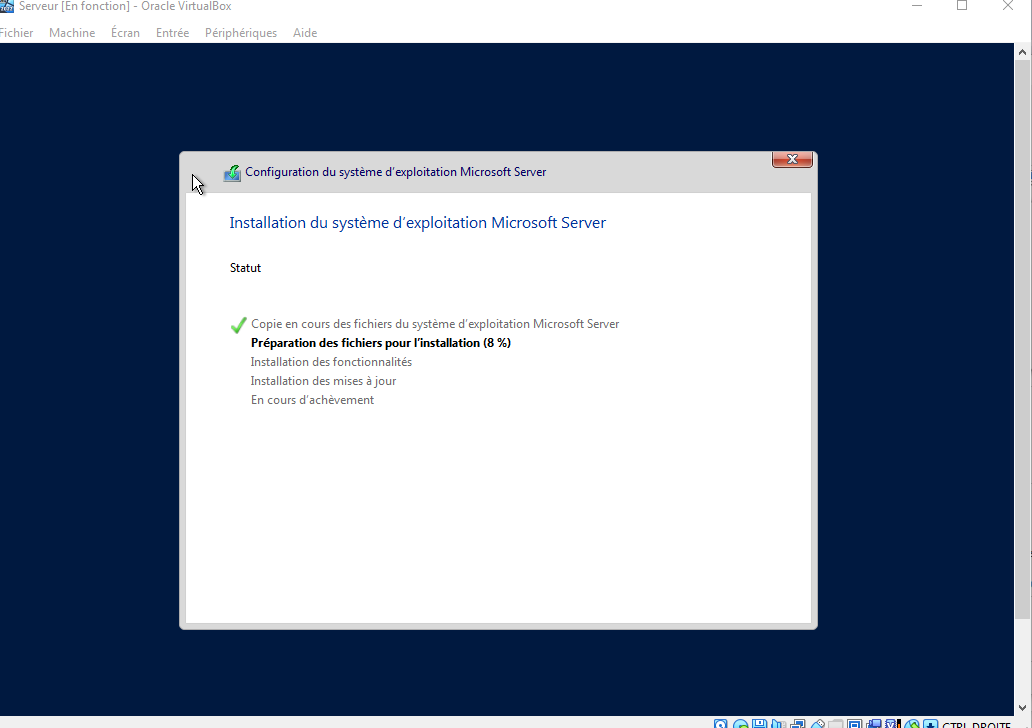 Serveur [En fonction] - Oracle VirtualBox
Fichier Machine Écran Entrée Périphériques Aide
Configuration du système d’exploitation Microsoft Server
Installation du système d’exploitation Microsoft Server
Statut
Copie en cours des fichiers du système d’exploitation Microsoft Server
Préparation des fichiers pour l’installation (8 %)
Installation des fonctionnalités
Installation des mises à jour
En cours d’achèvement
CTRL DROITE